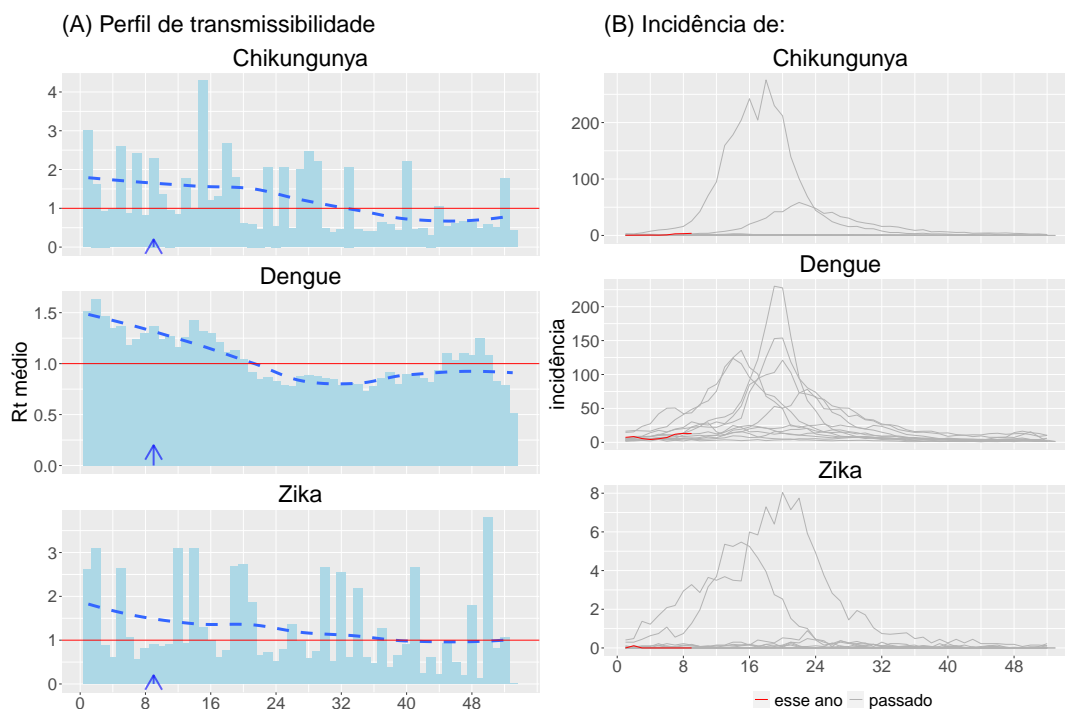 (A) Perfil de transmissibilidade
Chikungunya
4
3
2
1
0
Dengue
1.5
1.0
0.5
0.0
Zika
3
2
1
0
0 8 16 24 32 40 48
Rt médio
(B) Incidência de:
Chikungunya
200
100
0
Dengue
200
150
100
50
0
Zika
8
6
4
2
0
0 8 16 24 32 40 48
incidência
esse ano passado